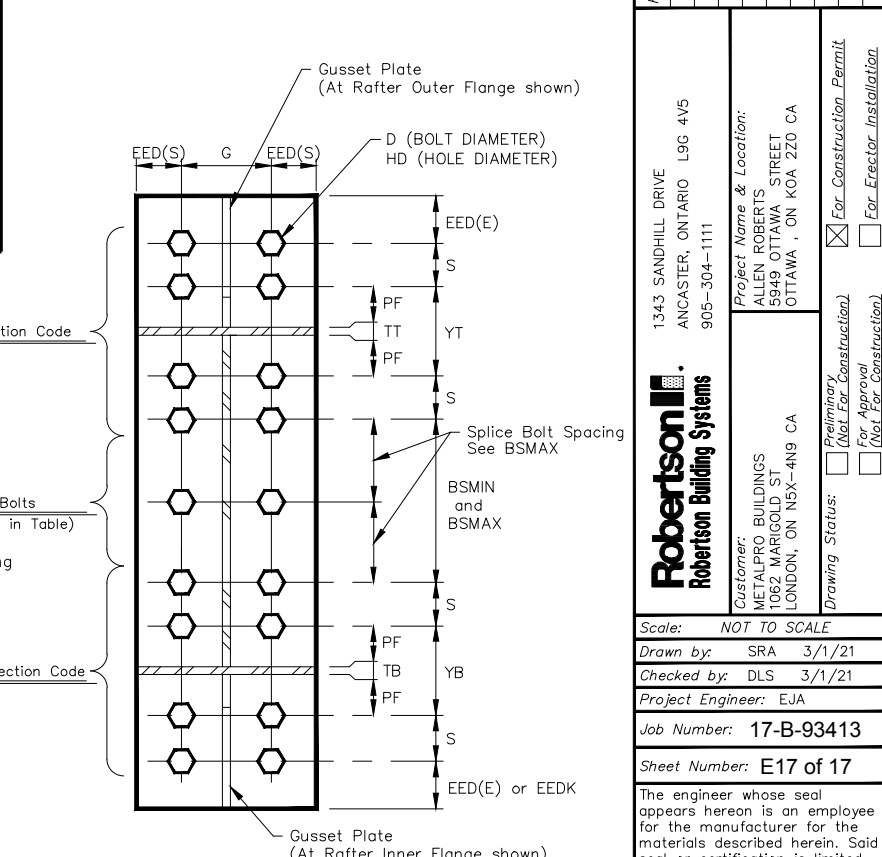 Gusset Plate
(At Rafter Outer Flange shown)
D (BOLT DIAMETER)
HD (HOLE DIAMETER)
EED(S) G EED(S)
EED(E)
S
PF
tion Code
TT
YT
PF
S
Splice Bolt Spacing
See BSMAX
BSMIN
and
BSMAX
Bolts
in Table)
S
PF
ection Code
TB
YB
PF
S
EED(E) or EEDK
Gusset Plate
(At Rafter Inner Flange shown)
1343 SANDHILL DRIVE
ANCASTER, ONTARIO L9G 4V5
905-304-1111
Robertson
Robertson Building Systems
Project Name & Location:
ALLEN ROBERTS
5949 OTTAWA STREET
OTTAWA , ON K0A 2Z0 CA
Customer:
METALPRO BUILDINGS
1062 MARIGOLD ST
LONDON, ON N5X-4N9 CA
For Construction Permit
For Erector Installation
Drawing Status:
Preliminary
(Not For Construction)
For Approval
(Not For Construction)
Scale: NOT TO SCALE
Drawn by: SRA 3/1/21
Checked by: DLS 3/1/21
Project Engineer: EJA
Job Number: 17-B-93413
Sheet Number: E17 of 17
The engineer whose seal
appears hereon is an employee
for the manufacturer for the
materials described herein. Said
seal or certification is limited